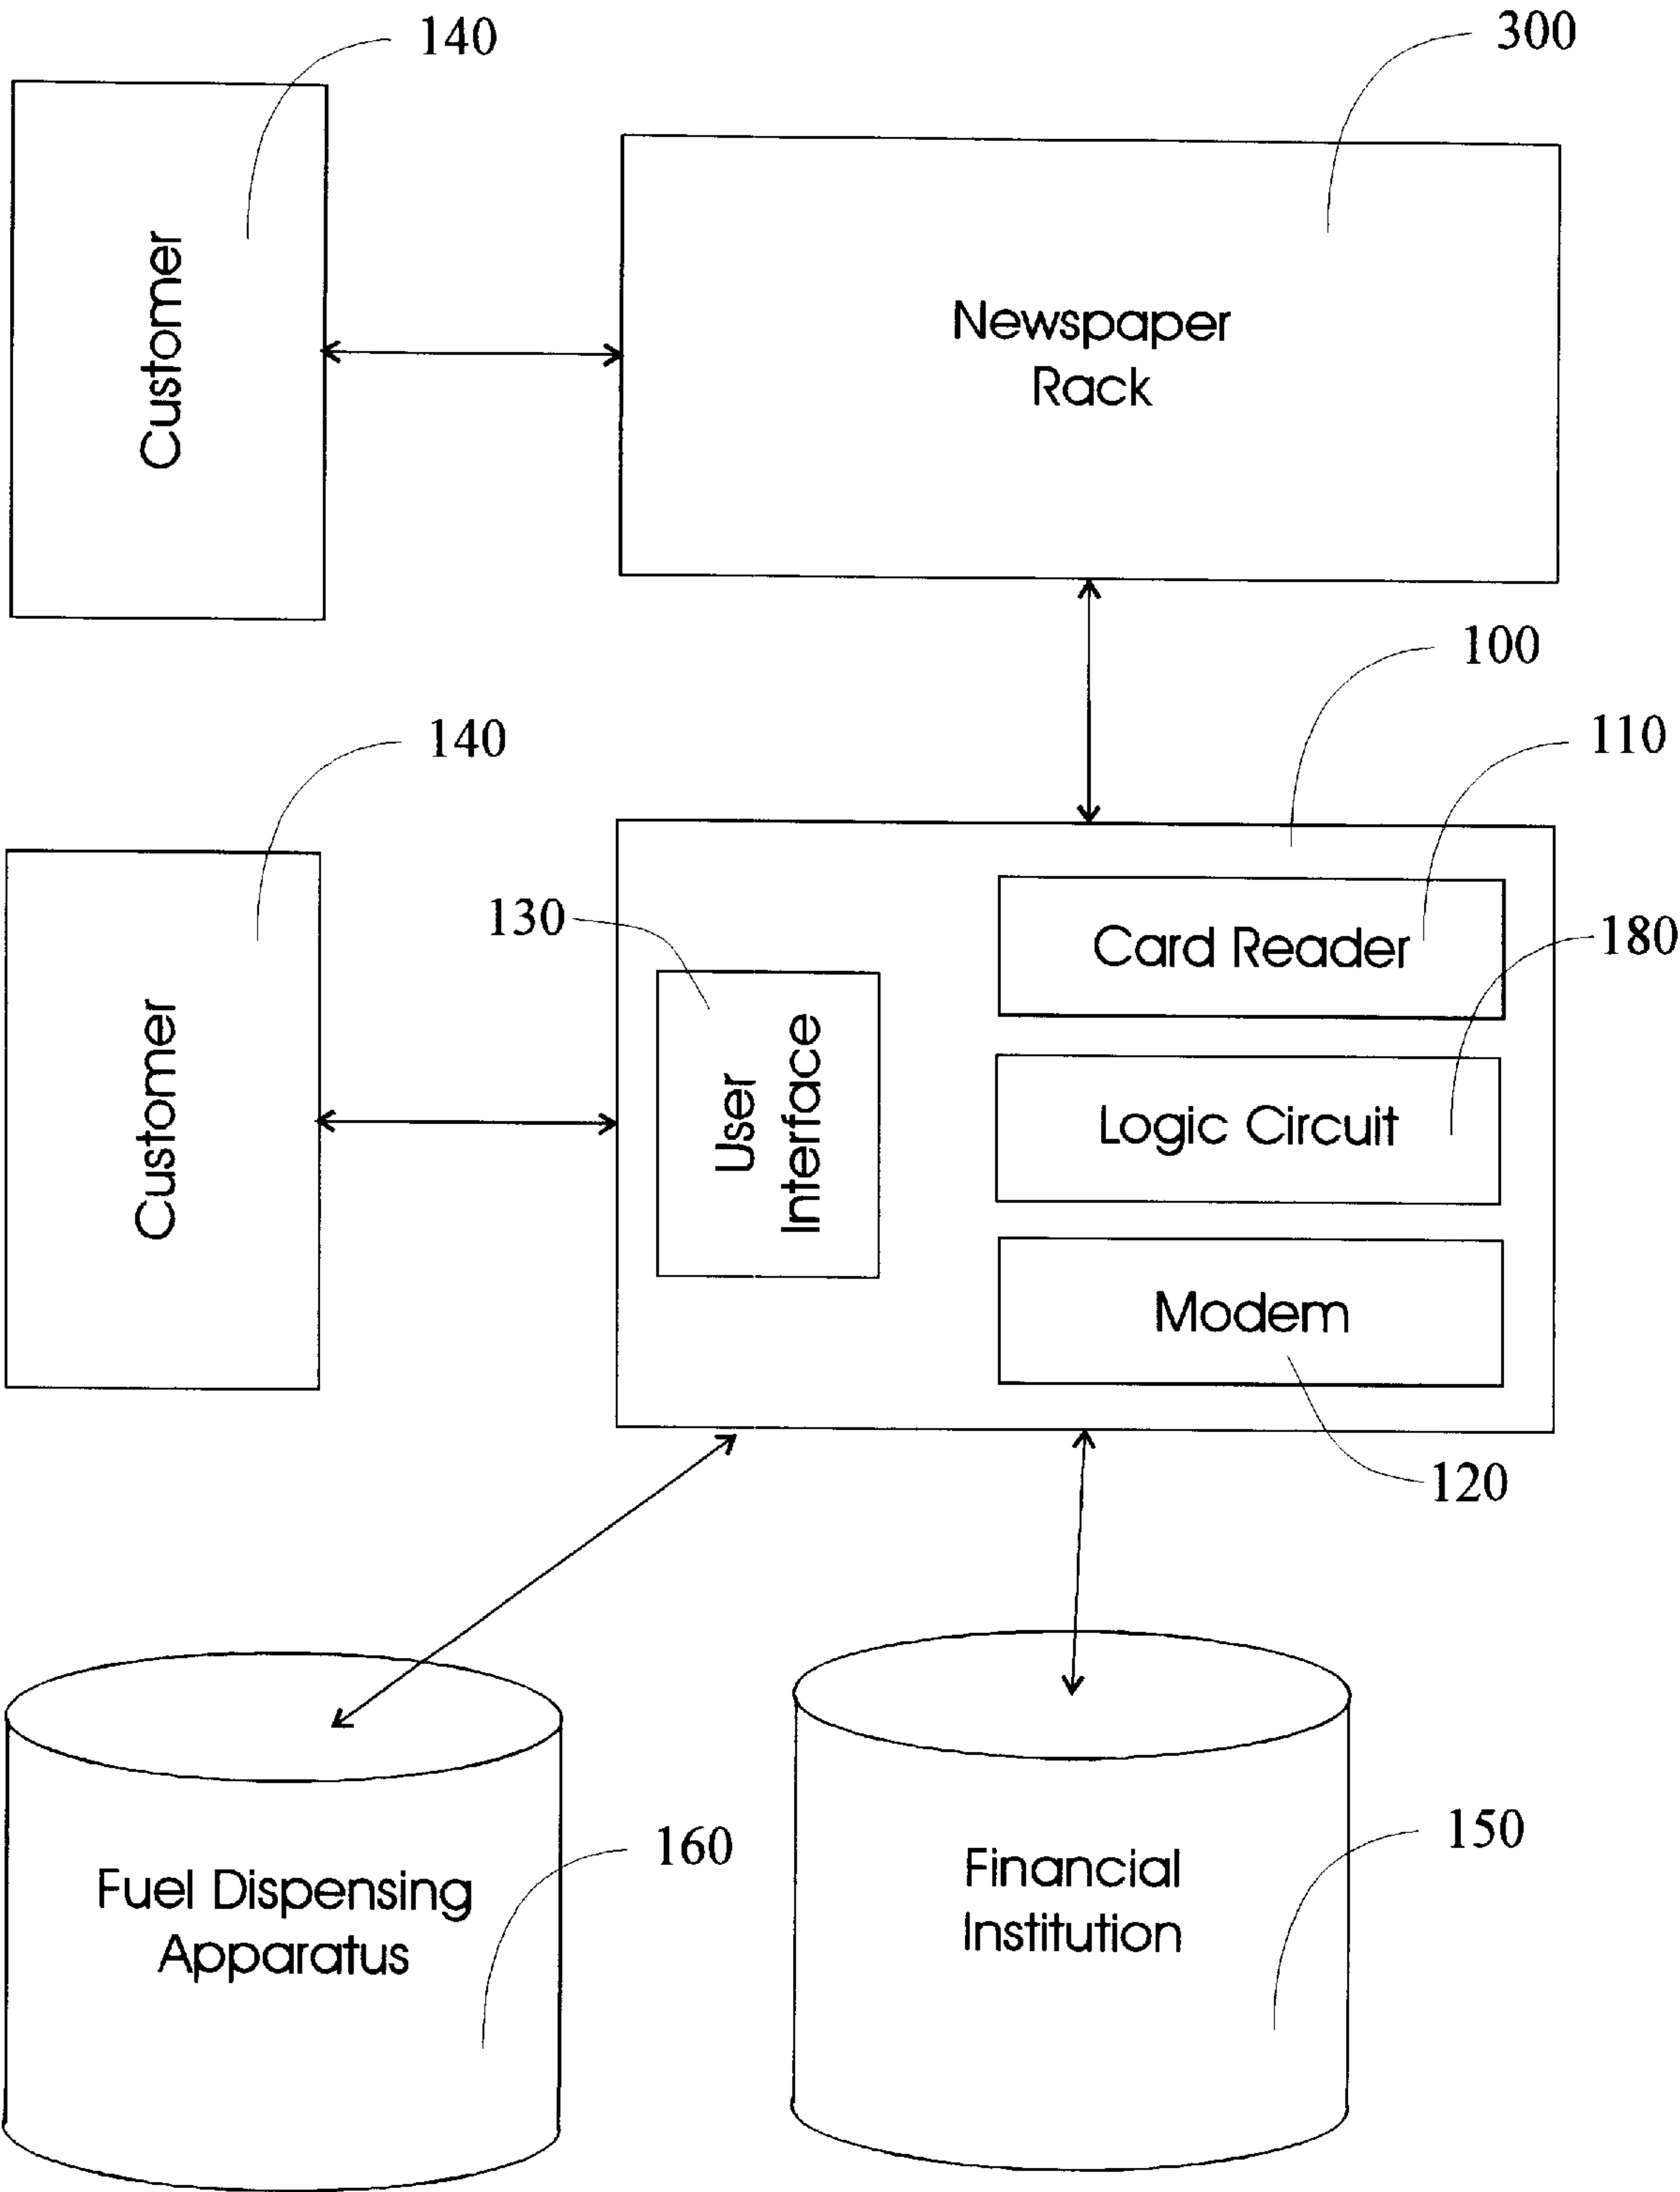 140
300
Customer
Newspaper
Rack
100
140
110
130
180
Customer
User
Interface
Card Reader
Logic Circuit
Modem
120
160
150
Fuel Dispensing
Apparatus
Financial
Institution